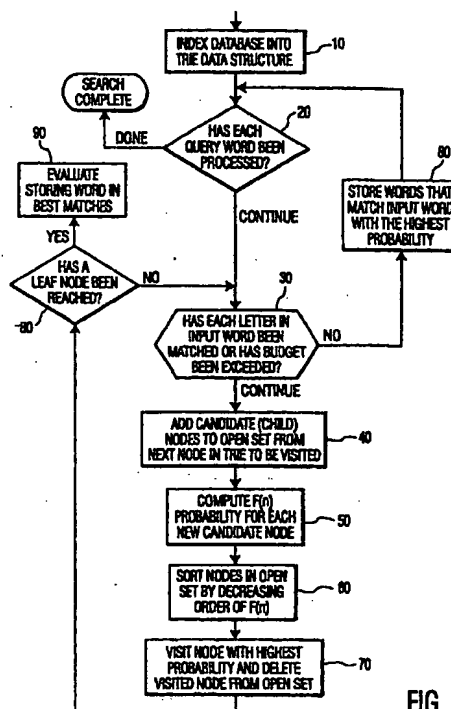 INDEX DATABASE INTO
TRIE DATA STRUCTURE
10
SEARCH
COMPLETE
20
DONE
HAS EACH
QUERY WORD BEEN
PROCESSED?
90
EVALUATE
STORING WORD IN
BEST MATCHES
80
STORE WORDS THAT
MATCH INPUT WORD
WITH THE HIGHEST
PROBABILITY
CONTINUE
YES
HAS A
LEAF NODE BEEN
REACHED?
NO
80
30
HAS EACH LETTER IN
INPUT WORD BEEN
MATCHED OR HAS BUDGET
BEEN EXCEEDED?
NO
CONTINUE
ADD CANDIDATE (CHILD)
NODES TO OPEN SET FROM
NEXT NODE IN TRIE TO BE VISITED
40
COMPUTE F(n)
PROBABILITY FOR EACH
NEW CANDIDATE NODE
50
SORT NODES IN OPEN
SET BY DECREASING
ORDER OF F(n)
60
VISIT NODE WITH HIGHEST
PROBABILITY AND DELETE
VISITED NODE FROM OPEN SET
70
FIG